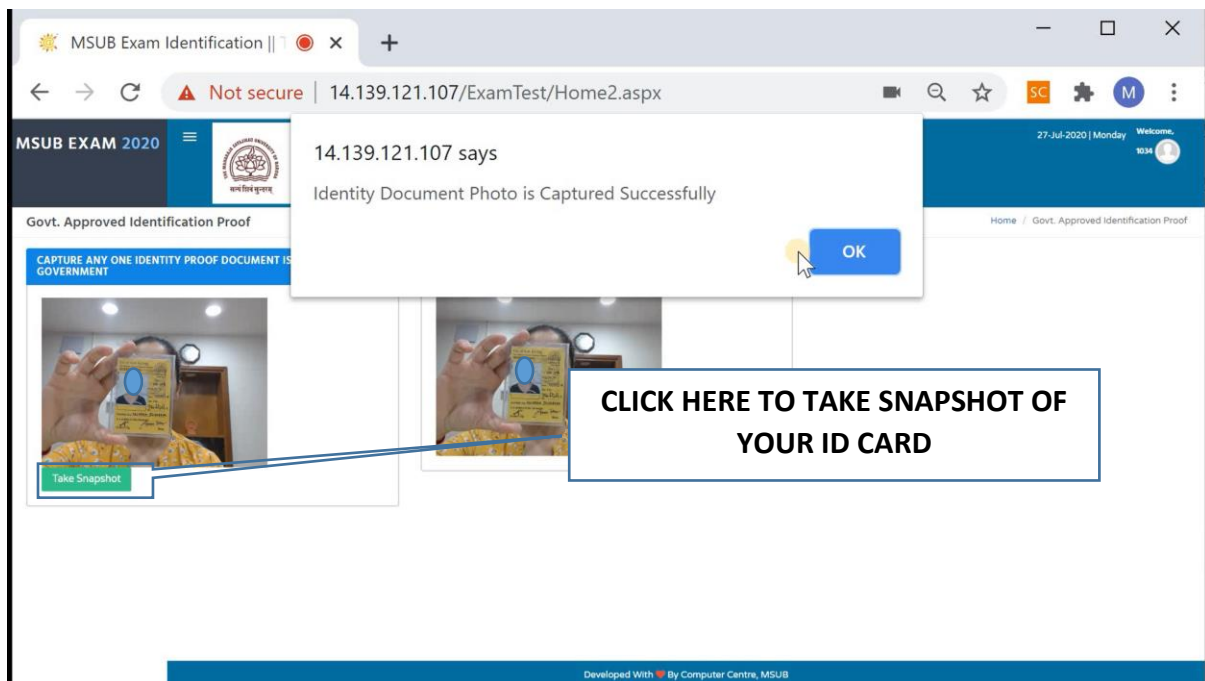 MSUB Exam Identification || T
Not secure | 14.139.121.107/ExamTest/Home2.aspx
SC
M
MSUB EXAM 2020
सत्यं शिवं सुन्दरम्
27-Jul-2020 | Monday
Welcome,
1034
14.139.121.107 says
Identity Document Photo is Captured Successfully
OK
Govt. Approved Identification Proof
Home / Govt. Approved Identification Proof
CAPTURE ANY ONE IDENTITY PROOF DOCUMENT IS
GOVERNMENT
CLICK HERE TO TAKE SNAPSHOT OF
YOUR ID CARD
Take Snapshot
Developed With ❤ By Computer Centre, MSUB